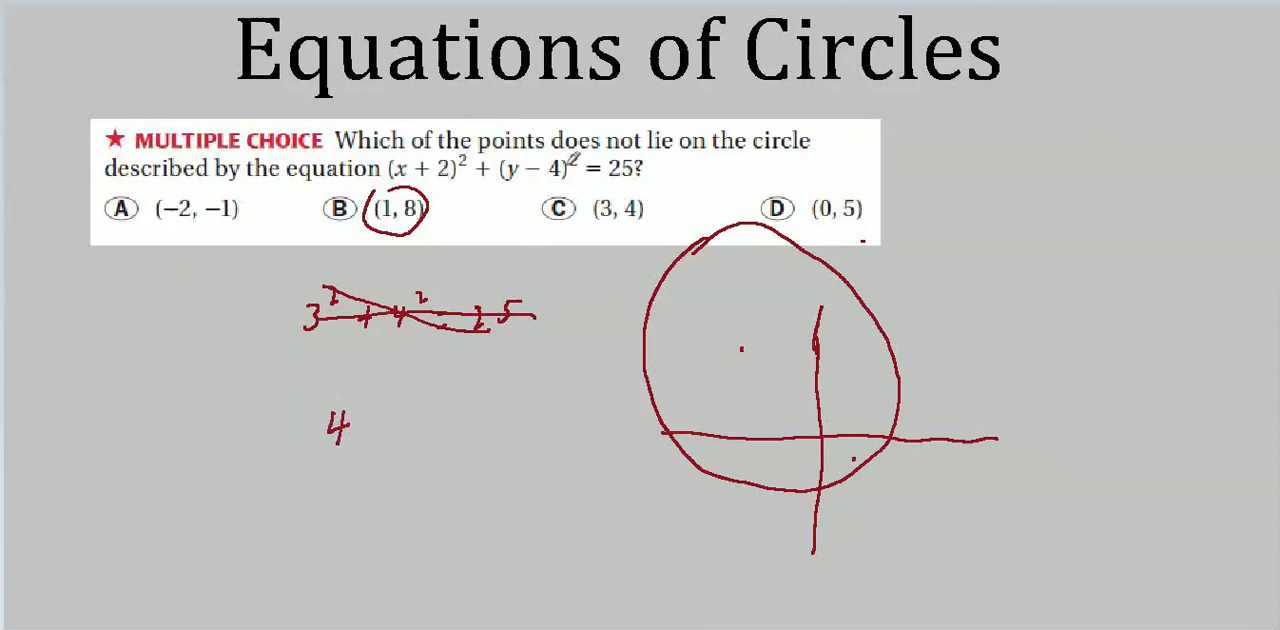 Equations of Circles
★ MULTIPLE CHOICE Which of the points does not lie on the circle
described by the equation (x + 2)² + (y − 4)² = 25?
A (−2, −1) B (1, 8) C (3, 4) D (0, 5)
3² + 4² 25
4